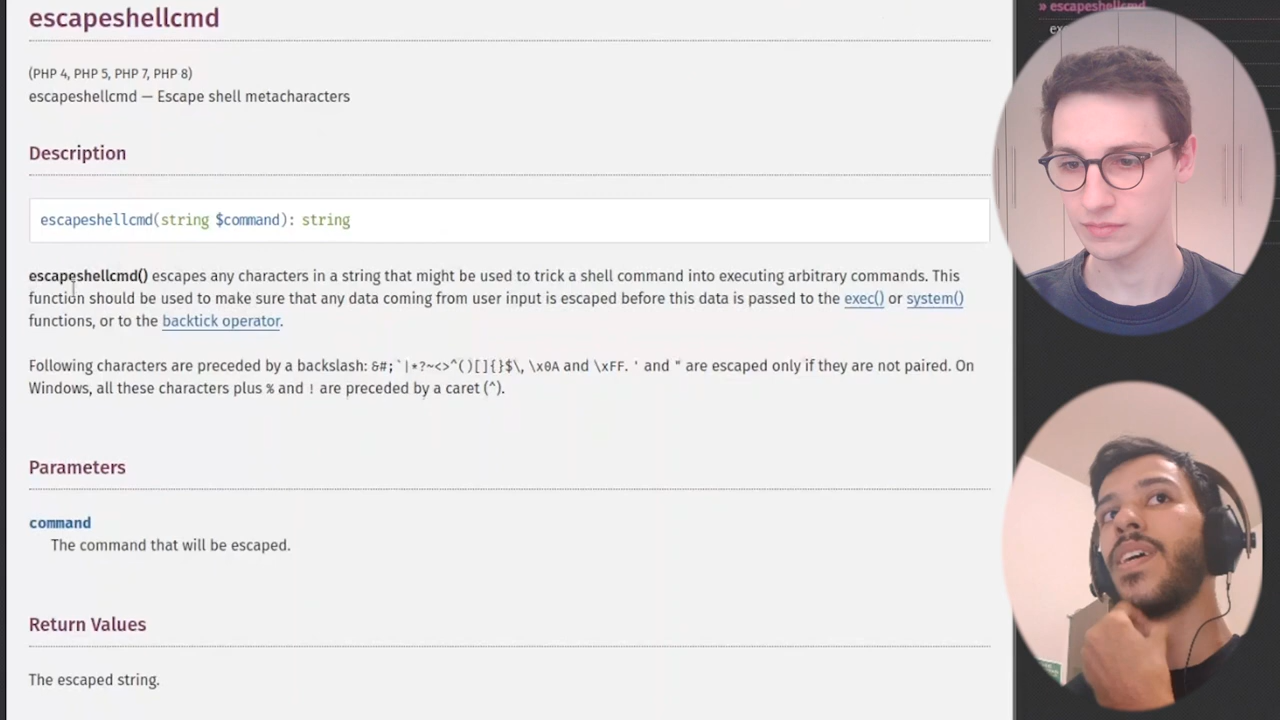 escapeshellcmd
» escapeshellcmd
(PHP 4, PHP 5, PHP 7, PHP 8)
escapeshellcmd — Escape shell metacharacters
Description
escapeshellcmd(string $command): string
escapeshellcmd() escapes any characters in a string that might be used to trick a shell command into executing arbitrary commands. This
function should be used to make sure that any data coming from user input is escaped before this data is passed to the exec() or system()
functions, or to the backtick operator.
Following characters are preceded by a backslash: &#;`|*?~<>^()[]{}$\, \x0A and \xFF. ' and " are escaped only if they are not paired. On
Windows, all these characters plus % and ! are preceded by a caret (^).
Parameters
command
The command that will be escaped.
Return Values
The escaped string.